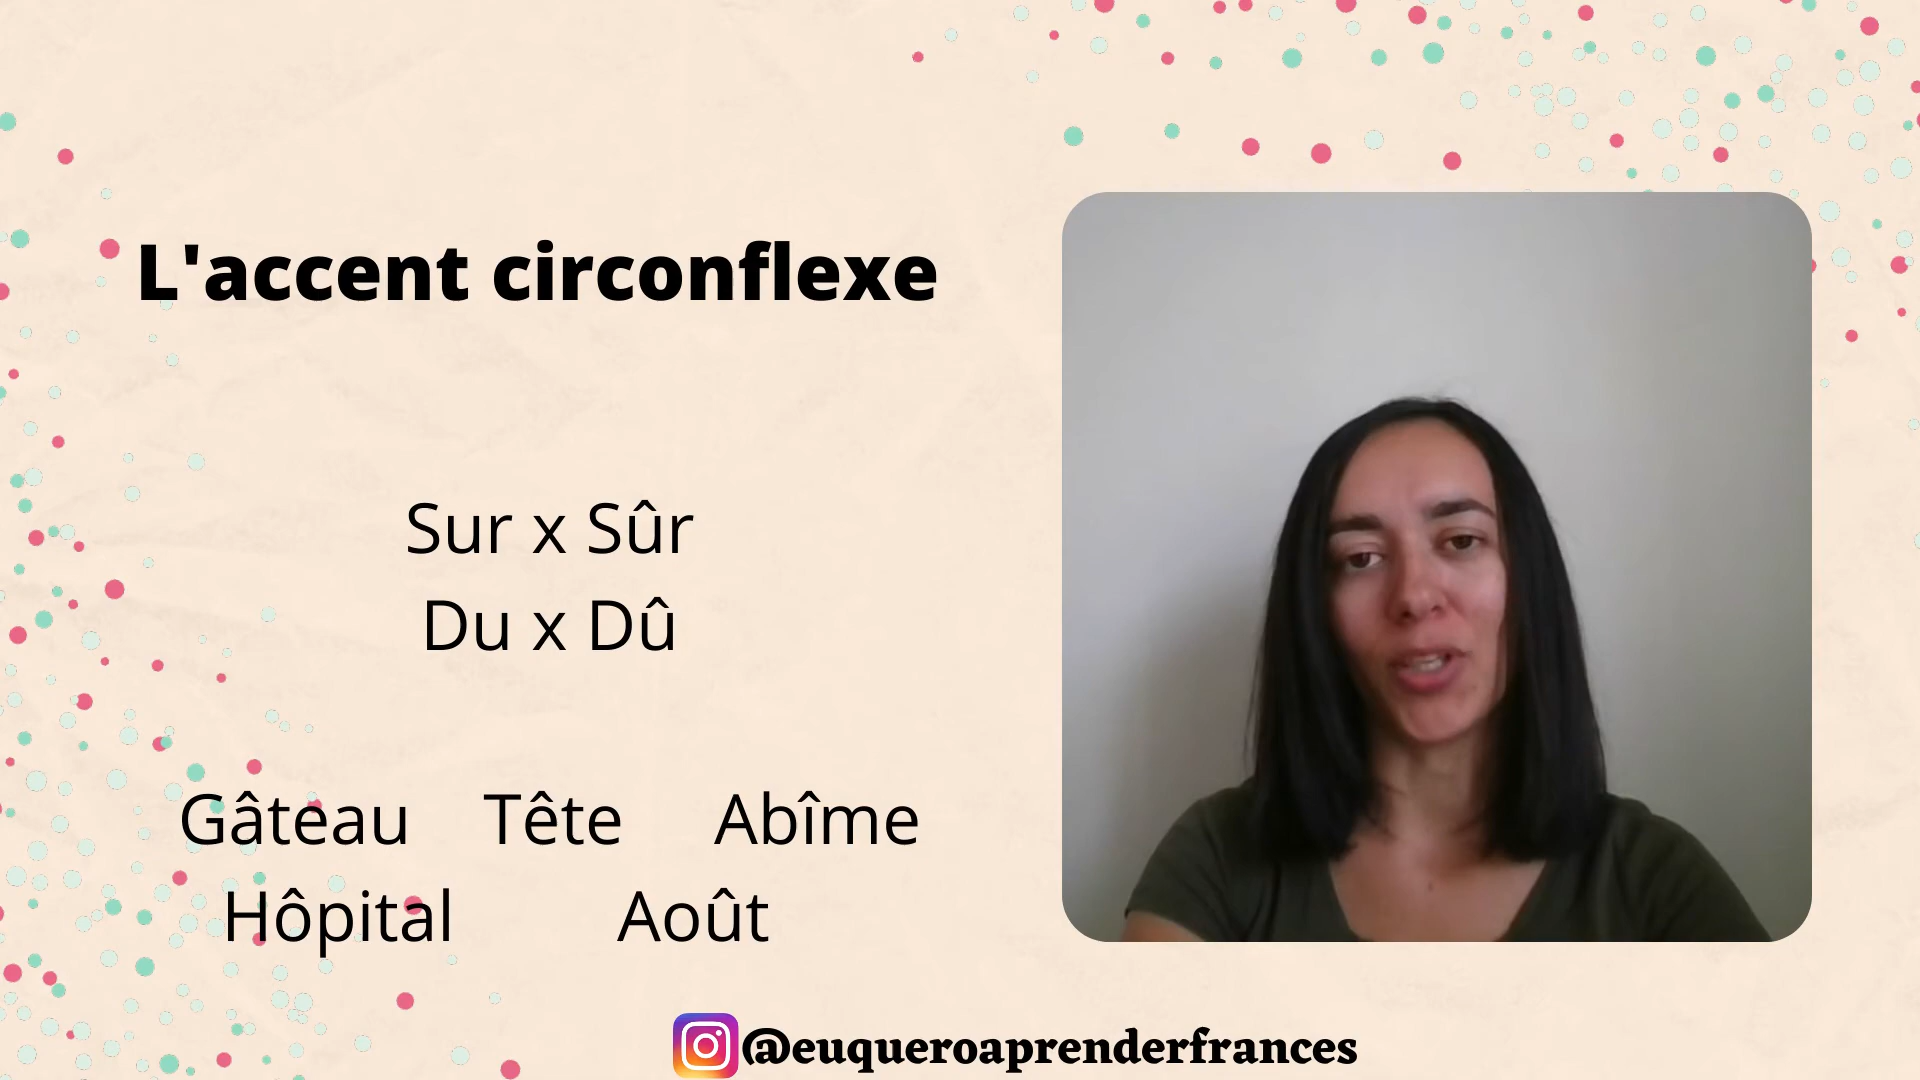 L'accent circonflexe
Sur x Sûr
Du x Dû
Gâteau Tête Abîme
Hôpital Août
@euqueroaprenderfrances